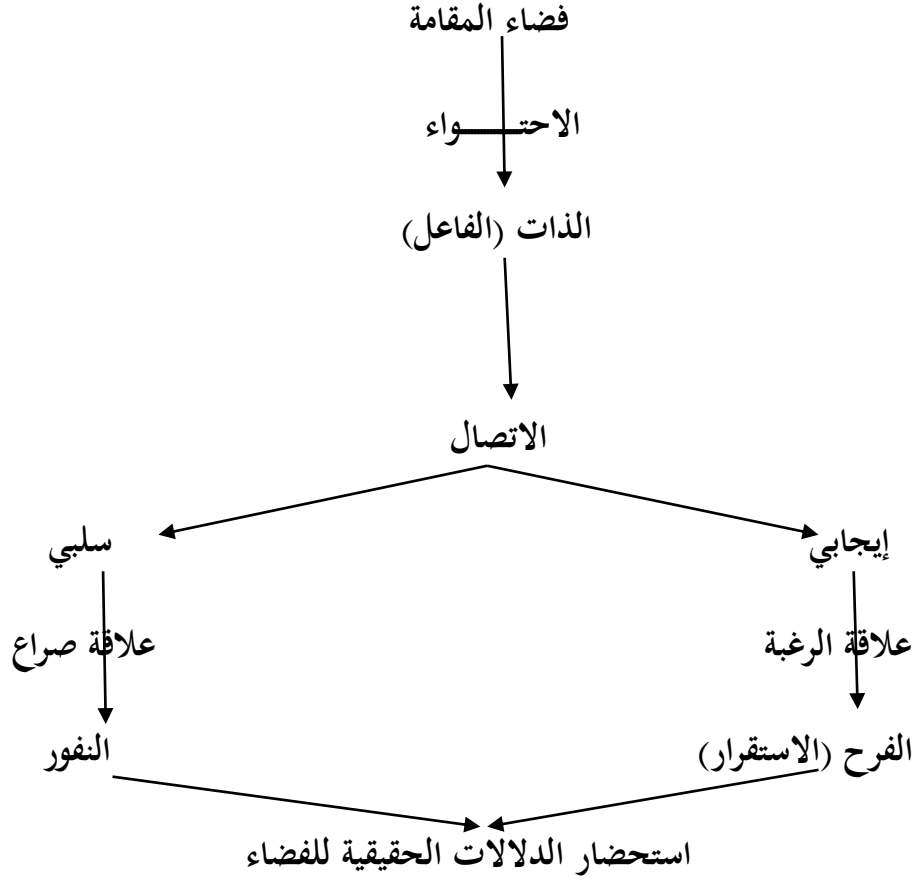 فضاء المقامة
الاحتـــــواء
الذات (الفاعل)
الاتصال
إيجابي سلبي
علاقة الرغبة علاقة صراع
الفرح (الاستقرار) النفور
استحضار الدلالات الحقيقية للفضاء